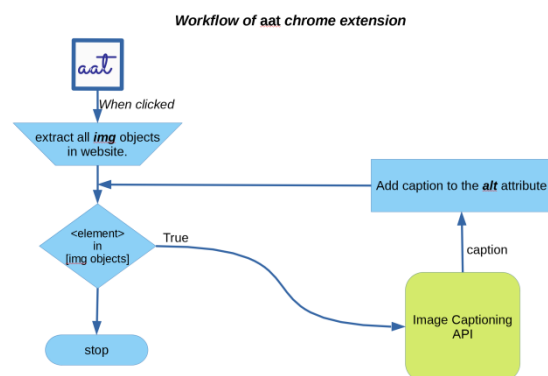 Workflow of aat chrome extension
aat
When clicked
extract all img objects
in website.
Add caption to the alt attribute
<element>
in
[img objects]
True
caption
Image Captioning
API
stop